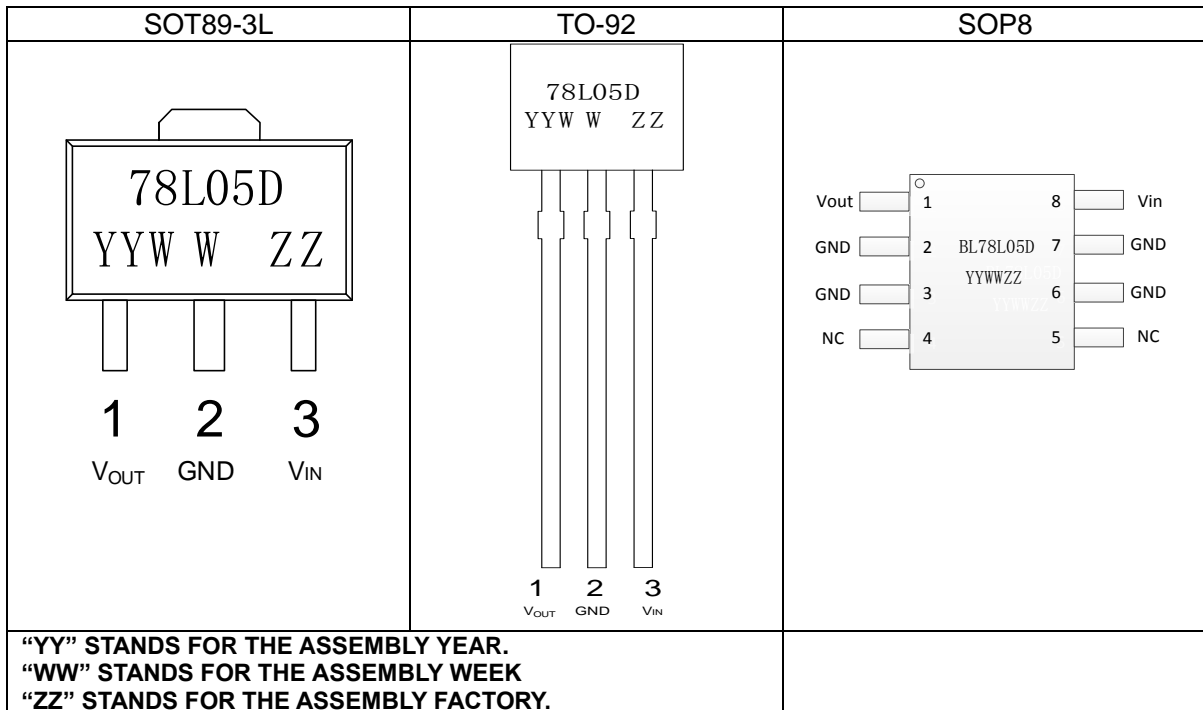 SOT89-3L
TO-92
SOP8
78L05D
YYW W ZZ
1 2 3
VOUT GND VIN
78L05D
YYW W ZZ
1 2 3
VOUT GND VIN
Vout 1 8 Vin
GND 2 BL78L05D 7 GND
YYWWZZ
GND 3 6 GND
YYWWZZ
NC 4 5 NC
“YY” STANDS FOR THE ASSEMBLY YEAR.
“WW” STANDS FOR THE ASSEMBLY WEEK
“ZZ” STANDS FOR THE ASSEMBLY FACTORY.